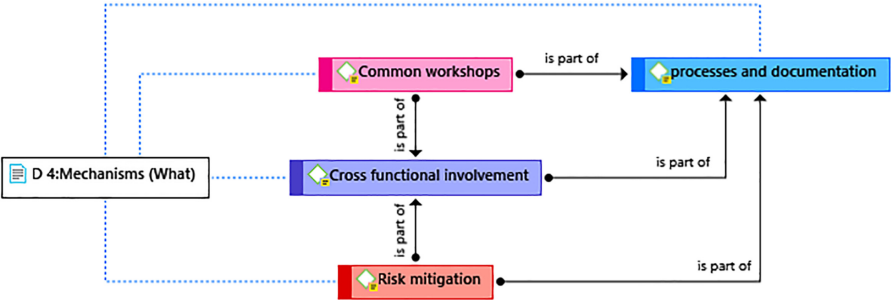 is part of
Common workshops
processes and documentation
is part of
D 4:Mechanisms (What)
Cross functional involvement
is part of
is part of
Risk mitigation
is part of